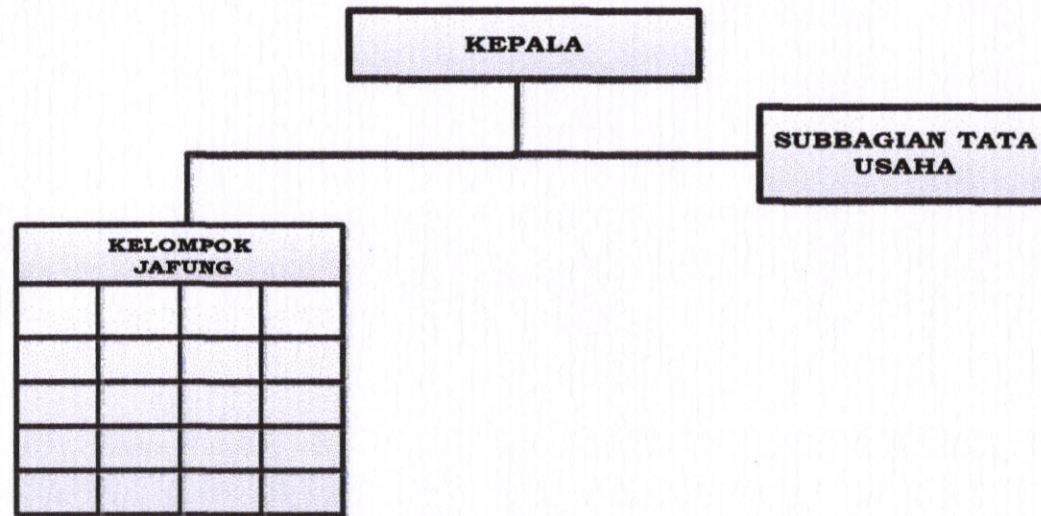 KEPALA
SUBBAGIAN TATA
USAHA
KELOMPOK
JAFUNG